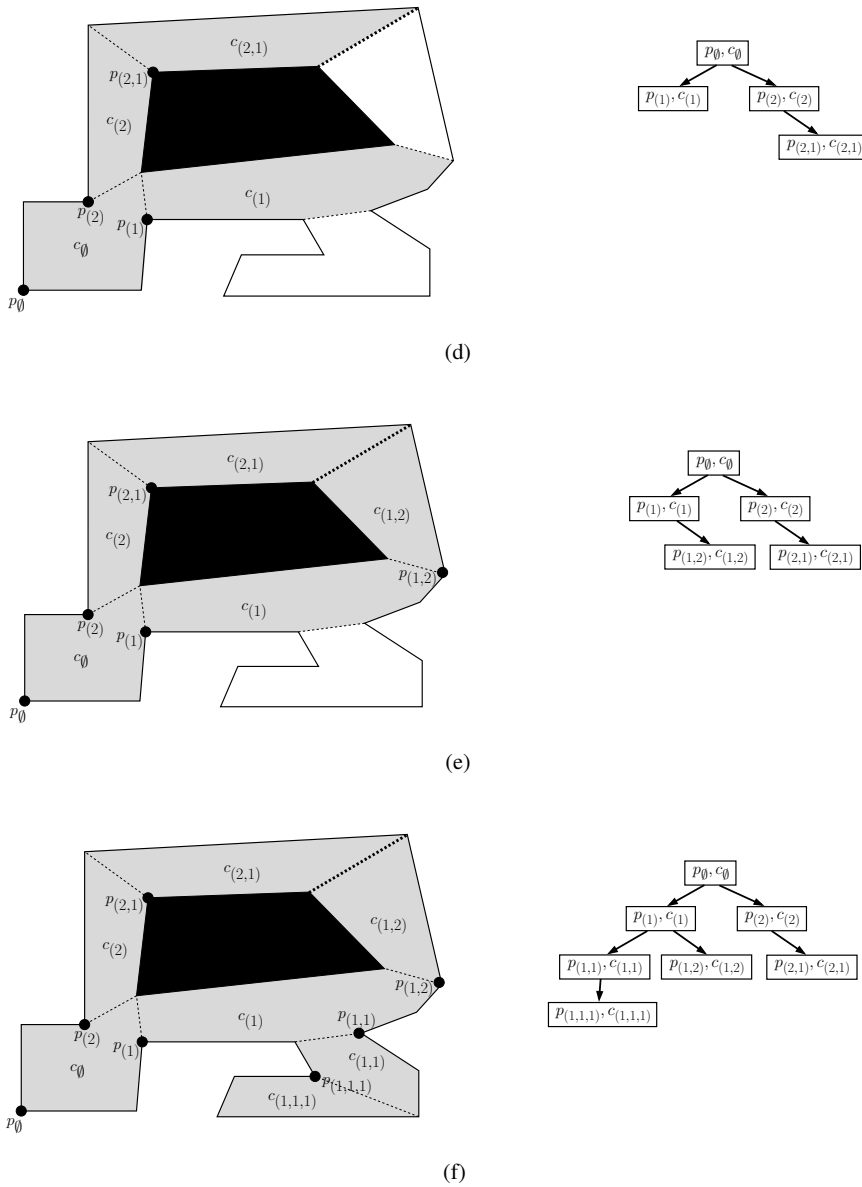 c(2,1)
p(2,1)
c(2)
c(1)
p(2)
p(1)
c∅
p∅
p∅, c∅
p(1), c(1)
p(2), c(2)
p(2,1), c(2,1)
(d)
c(2,1)
p(2,1)
c(1,2)
c(2)
p(1,2)
c(1)
p(2)
p(1)
c∅
p∅
p∅, c∅
p(1), c(1)
p(2), c(2)
p(1,2), c(1,2)
p(2,1), c(2,1)
(e)
c(2,1)
p(2,1)
c(1,2)
c(2)
p(1,2)
c(1)
p(1,1)
p(2)
p(1)
c(1,1)
c∅
p(1,1,1)
c(1,1,1)
p∅
p∅, c∅
p(1), c(1)
p(2), c(2)
p(1,1), c(1,1)
p(1,2), c(1,2)
p(2,1), c(2,1)
p(1,1,1), c(1,1,1)
(f)